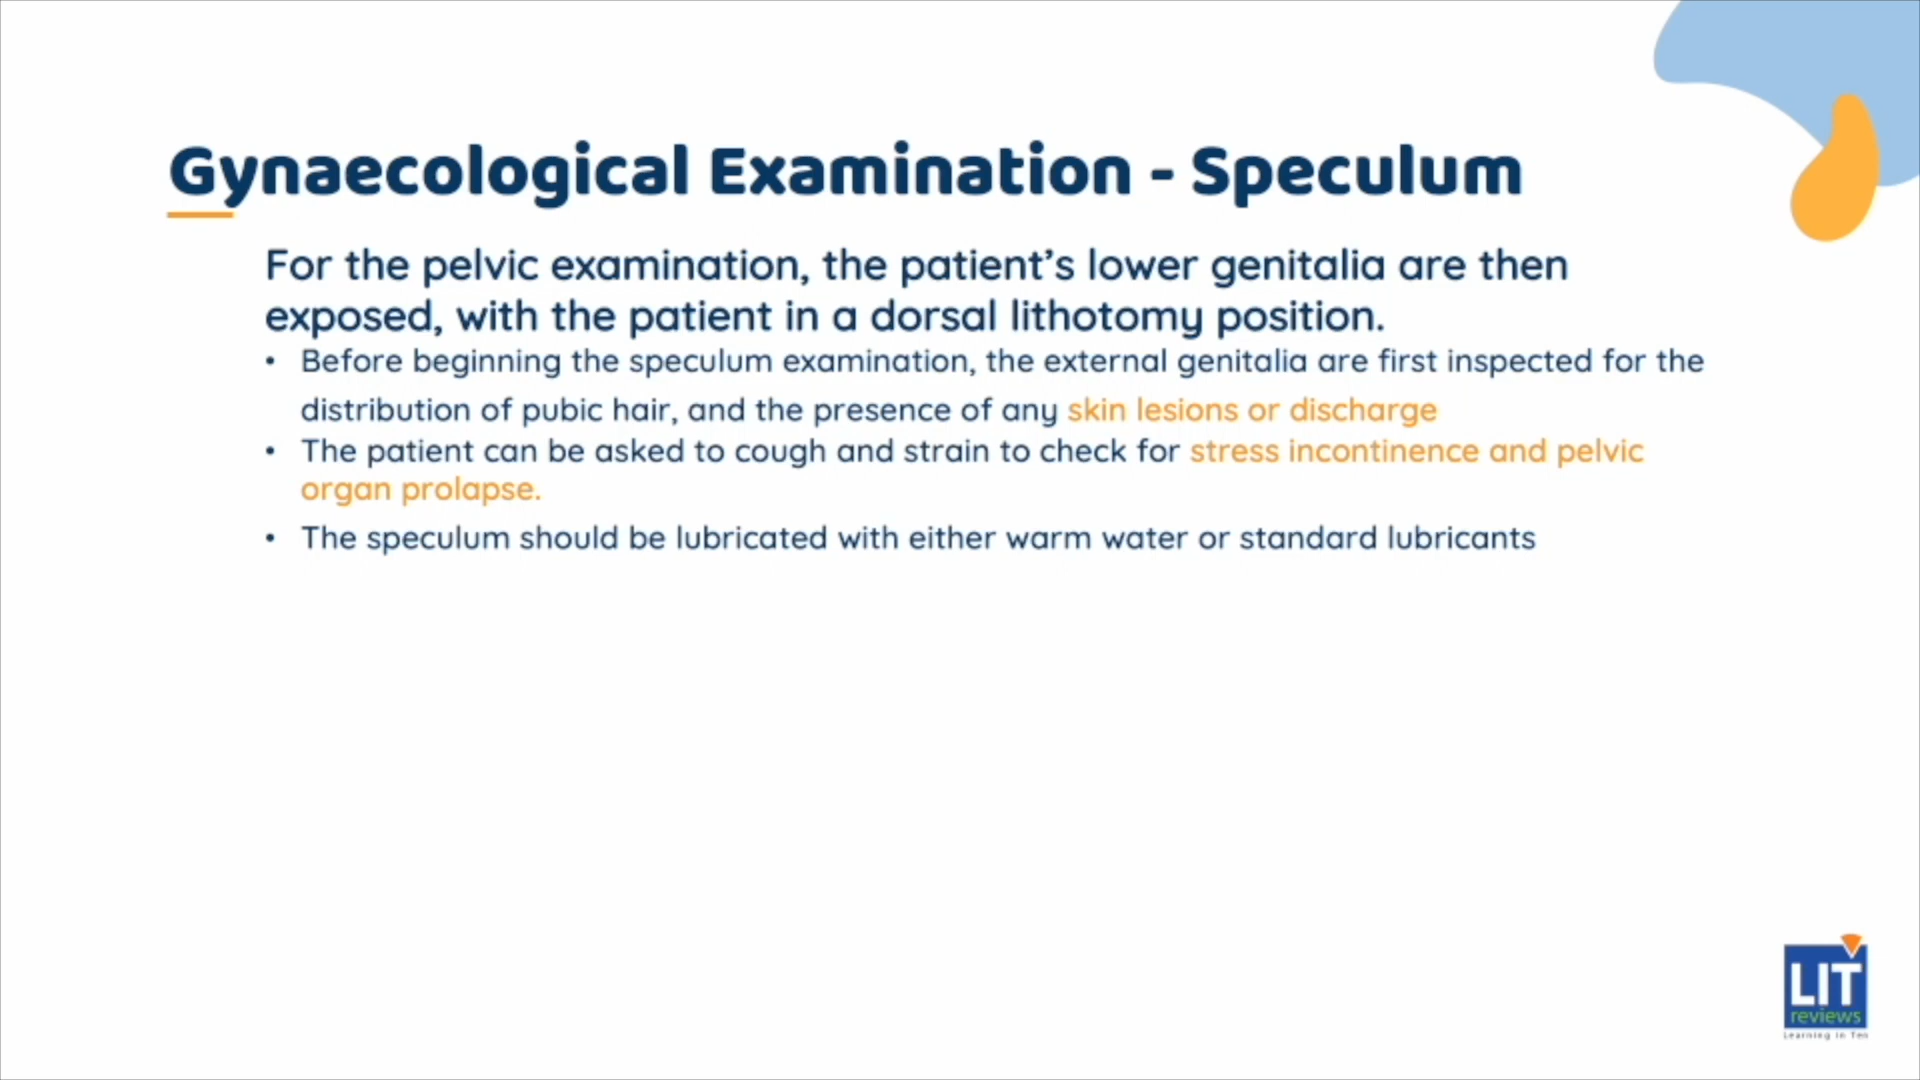 Gynaecological Examination - Speculum
For the pelvic examination, the patient's lower genitalia are then
exposed, with the patient in a dorsal lithotomy position.
• Before beginning the speculum examination, the external genitalia are first inspected for the
distribution of pubic hair, and the presence of any skin lesions or discharge
• The patient can be asked to cough and strain to check for stress incontinence and pelvic
organ prolapse.
• The speculum should be lubricated with either warm water or standard lubricants
LIT
reviews
Learning in Ten